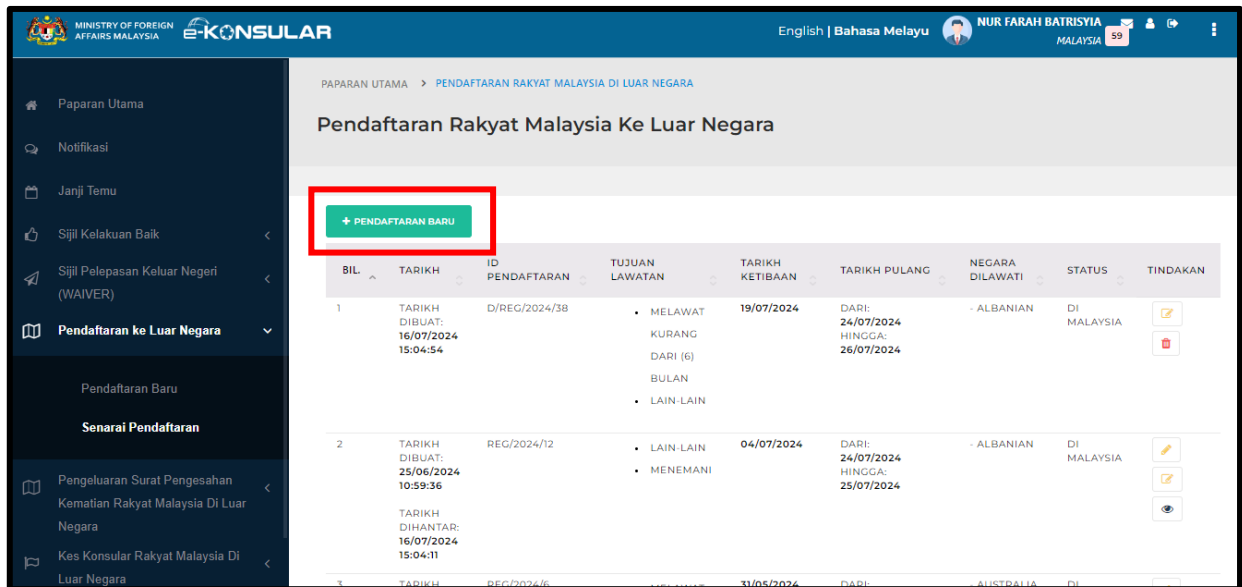 MINISTRY OF FOREIGN
AFFAIRS MALAYSIA
e-KONSULAR
English | Bahasa Melayu
NUR FARAH BATRISYIA
MALAYSIA
59
Paparan Utama
Notifikasi
Janji Temu
Sijil Kelakuan Baik
Sijil Pelepasan Keluar Negeri
(WAIVER)
Pendaftaran ke Luar Negara
Pendaftaran Baru
Senarai Pendaftaran
Pengeluaran Surat Pengesahan
Kematian Rakyat Malaysia Di Luar
Negara
Kes Konsular Rakyat Malaysia Di
Luar Negara
PAPARAN UTAMA > PENDAFTARAN RAKYAT MALAYSIA DI LUAR NEGARA
Pendaftaran Rakyat Malaysia Ke Luar Negara
+ PENDAFTARAN BARU
BIL.
TARIKH
ID
PENDAFTARAN
TUJUAN
LAWATAN
TARIKH
KETIBAAN
TARIKH PULANG
NEGARA
DILAWATI
STATUS
TINDAKAN
1
TARIKH
DIBUAT:
16/07/2024
15:04:54
D/REG/2024/38
• MELAWAT
KURANG
DARI (6)
BULAN
• LAIN-LAIN
19/07/2024
DARI:
24/07/2024
HINGGA:
26/07/2024
- ALBANIAN
DI
MALAYSIA
2
TARIKH
DIBUAT:
25/06/2024
10:59:36
TARIKH
DIHANTAR:
16/07/2024
15:04:11
REG/2024/12
• LAIN-LAIN
• MENEMANI
04/07/2024
DARI:
24/07/2024
HINGGA:
25/07/2024
- ALBANIAN
DI
MALAYSIA
3
TARIKH
REG/2024/6
MELAWAT
31/05/2024
DARI:
- AUSTRALIA
DI